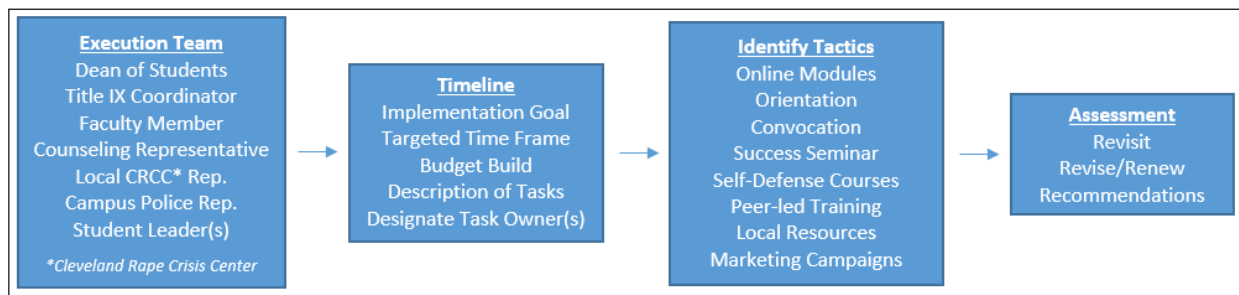 Execution Team
Dean of Students
Title IX Coordinator
Faculty Member
Counseling Representative
Local CRCC* Rep.
Campus Police Rep.
Student Leader(s)
*Cleveland Rape Crisis Center
Timeline
Implementation Goal
Targeted Time Frame
Budget Build
Description of Tasks
Designate Task Owner(s)
Identify Tactics
Online Modules
Orientation
Convocation
Success Seminar
Self-Defense Courses
Peer-led Training
Local Resources
Marketing Campaigns
Assessment
Revisit
Revise/Renew
Recommendations